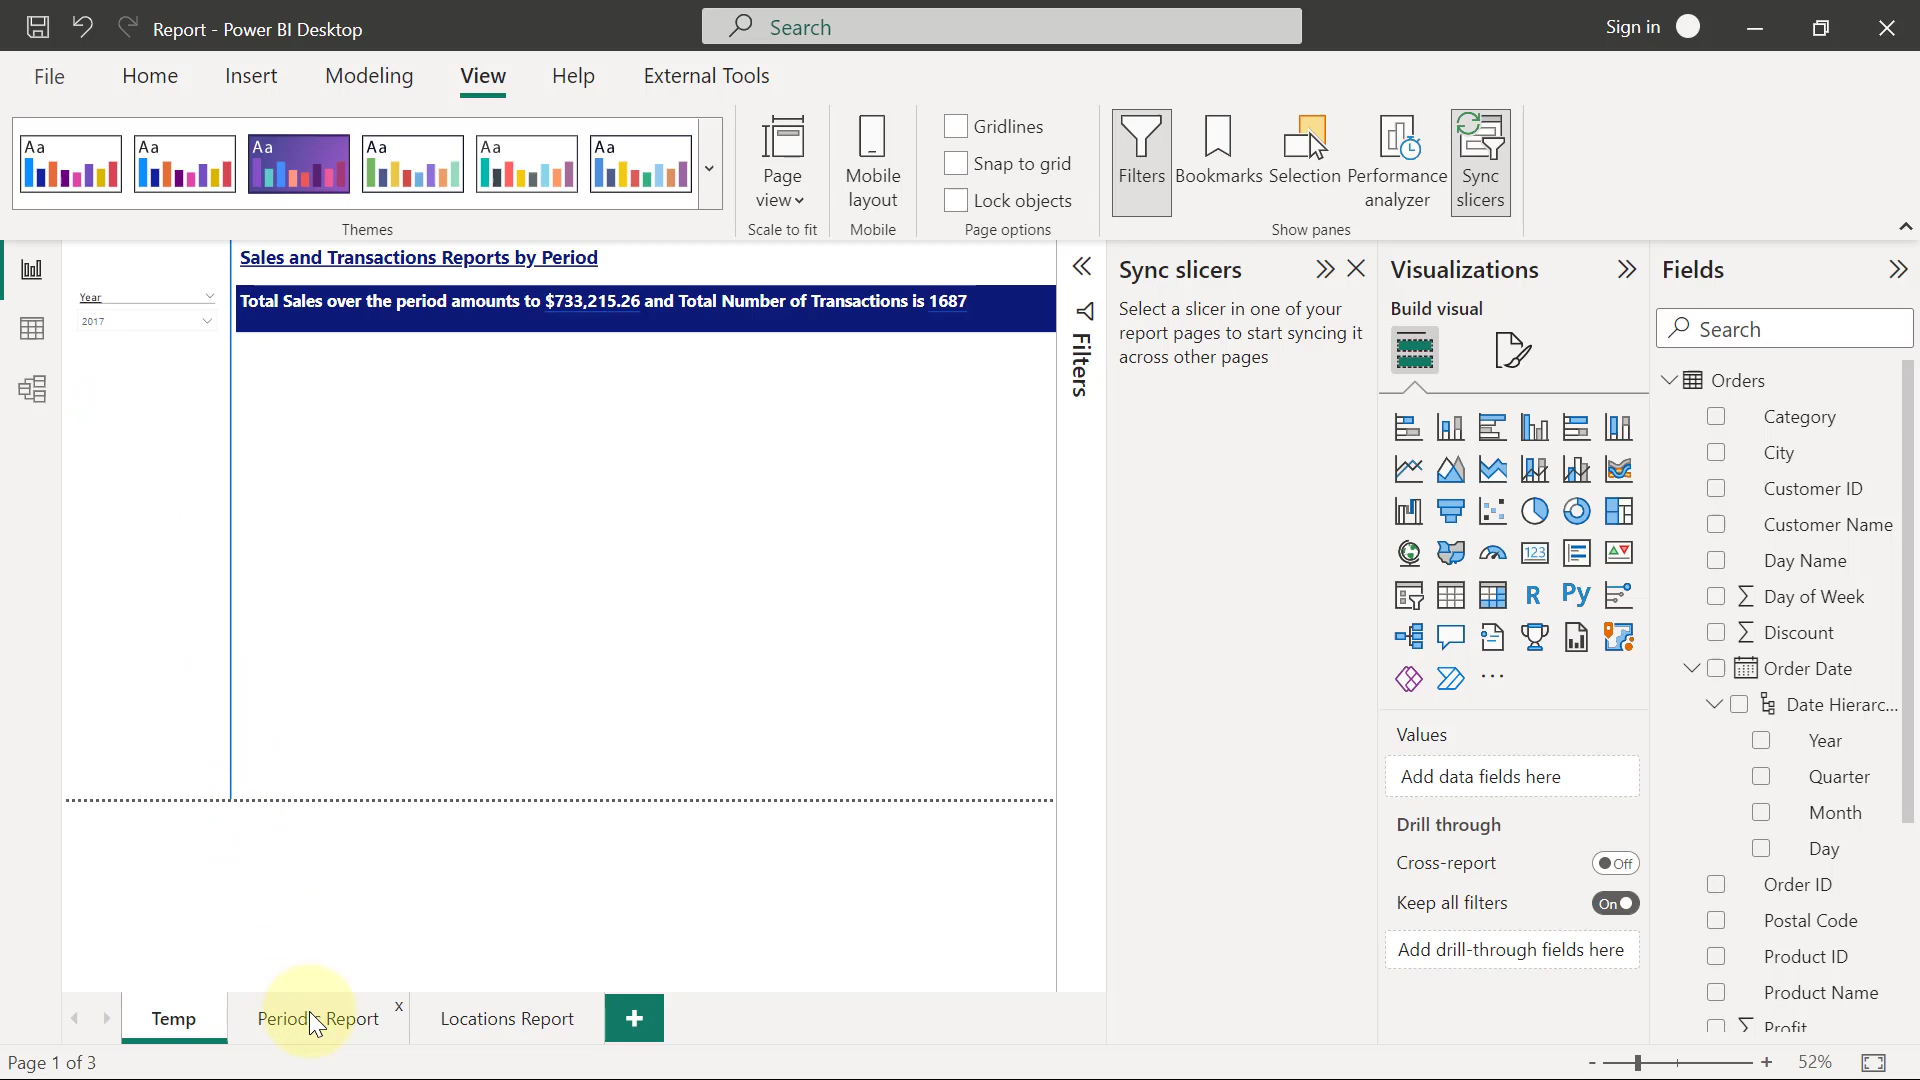 Report - Power BI Desktop
Search
Sign in
File Home Insert Modeling View Help External Tools
Aa Aa Aa Aa Aa Aa
Page view
Mobile layout
Gridlines
Snap to grid
Lock objects
Filters
Bookmarks
Selection
Performance analyzer
Sync slicers
Themes
Scale to fit
Mobile
Page options
Show panes
Sales and Transactions Reports by Period
Year
2017
Total Sales over the period amounts to $733,215.26 and Total Number of Transactions is 1687
Filters
Sync slicers
Select a slicer in one of your
report pages to start syncing it
across other pages
Visualizations
Build visual
123
R
Py
...
Values
Add data fields here
Drill through
Cross-report
Off
Keep all filters
On
Add drill-through fields here
Fields
Search
Orders
Category
City
Customer ID
Customer Name
Day Name
Σ Day of Week
Σ Discount
Order Date
Date Hierarc...
Year
Quarter
Month
Day
Order ID
Postal Code
Product ID
Product Name
Σ Profit
Temp
Report
x
Locations Report
+
Page 1 of 3
- + 52%